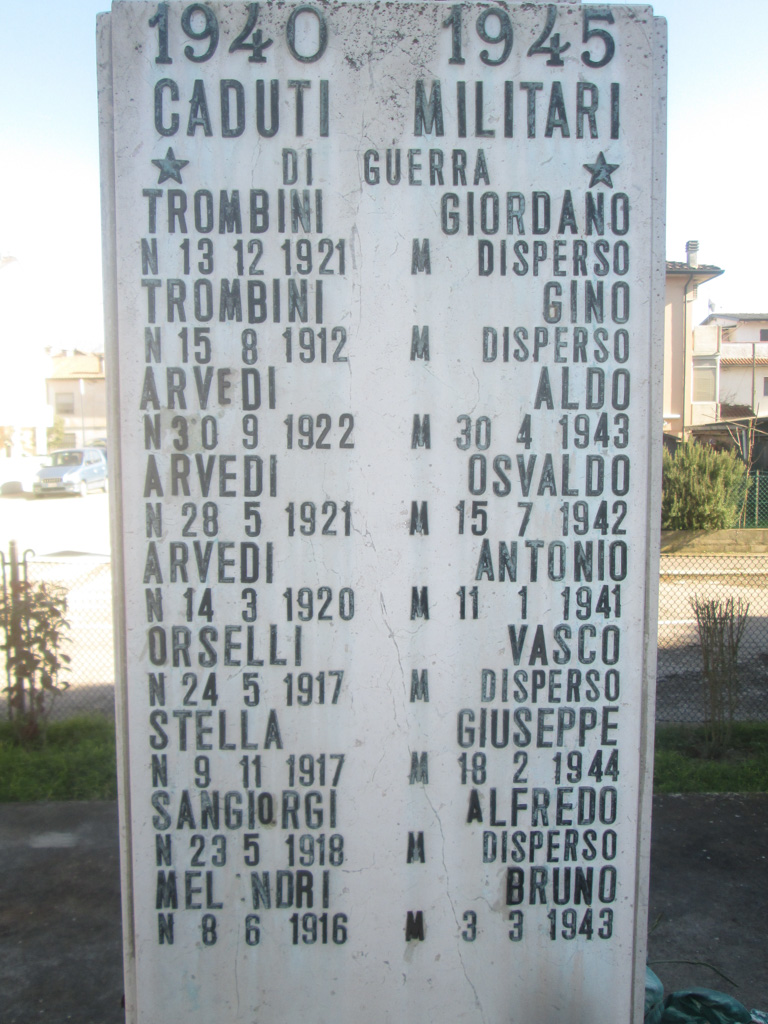 1940 1945
CADUTI MILITARI
★ DI GUERRA ★
TROMBINI GIORDANO
N 13 12 1921 M DISPERSO
TROMBINI GINO
N 15 8 1912 M DISPERSO
ARVEDI ALDO
N 30 9 1922 M 30 4 1943
ARVEDI OSVALDO
N 28 5 1921 M 15 7 1942
ARVEDI ANTONIO
N 14 3 1920 M 11 1 1941
ORSELLI VASCO
N 24 5 1917 M DISPERSO
STELLA GIUSEPPE
N 9 11 1917 M 18 2 1944
SANGIORGI ALFREDO
N 23 5 1918 M DISPERSO
MEL NDRI BRUNO
N 8 6 1916 M 3 3 1943